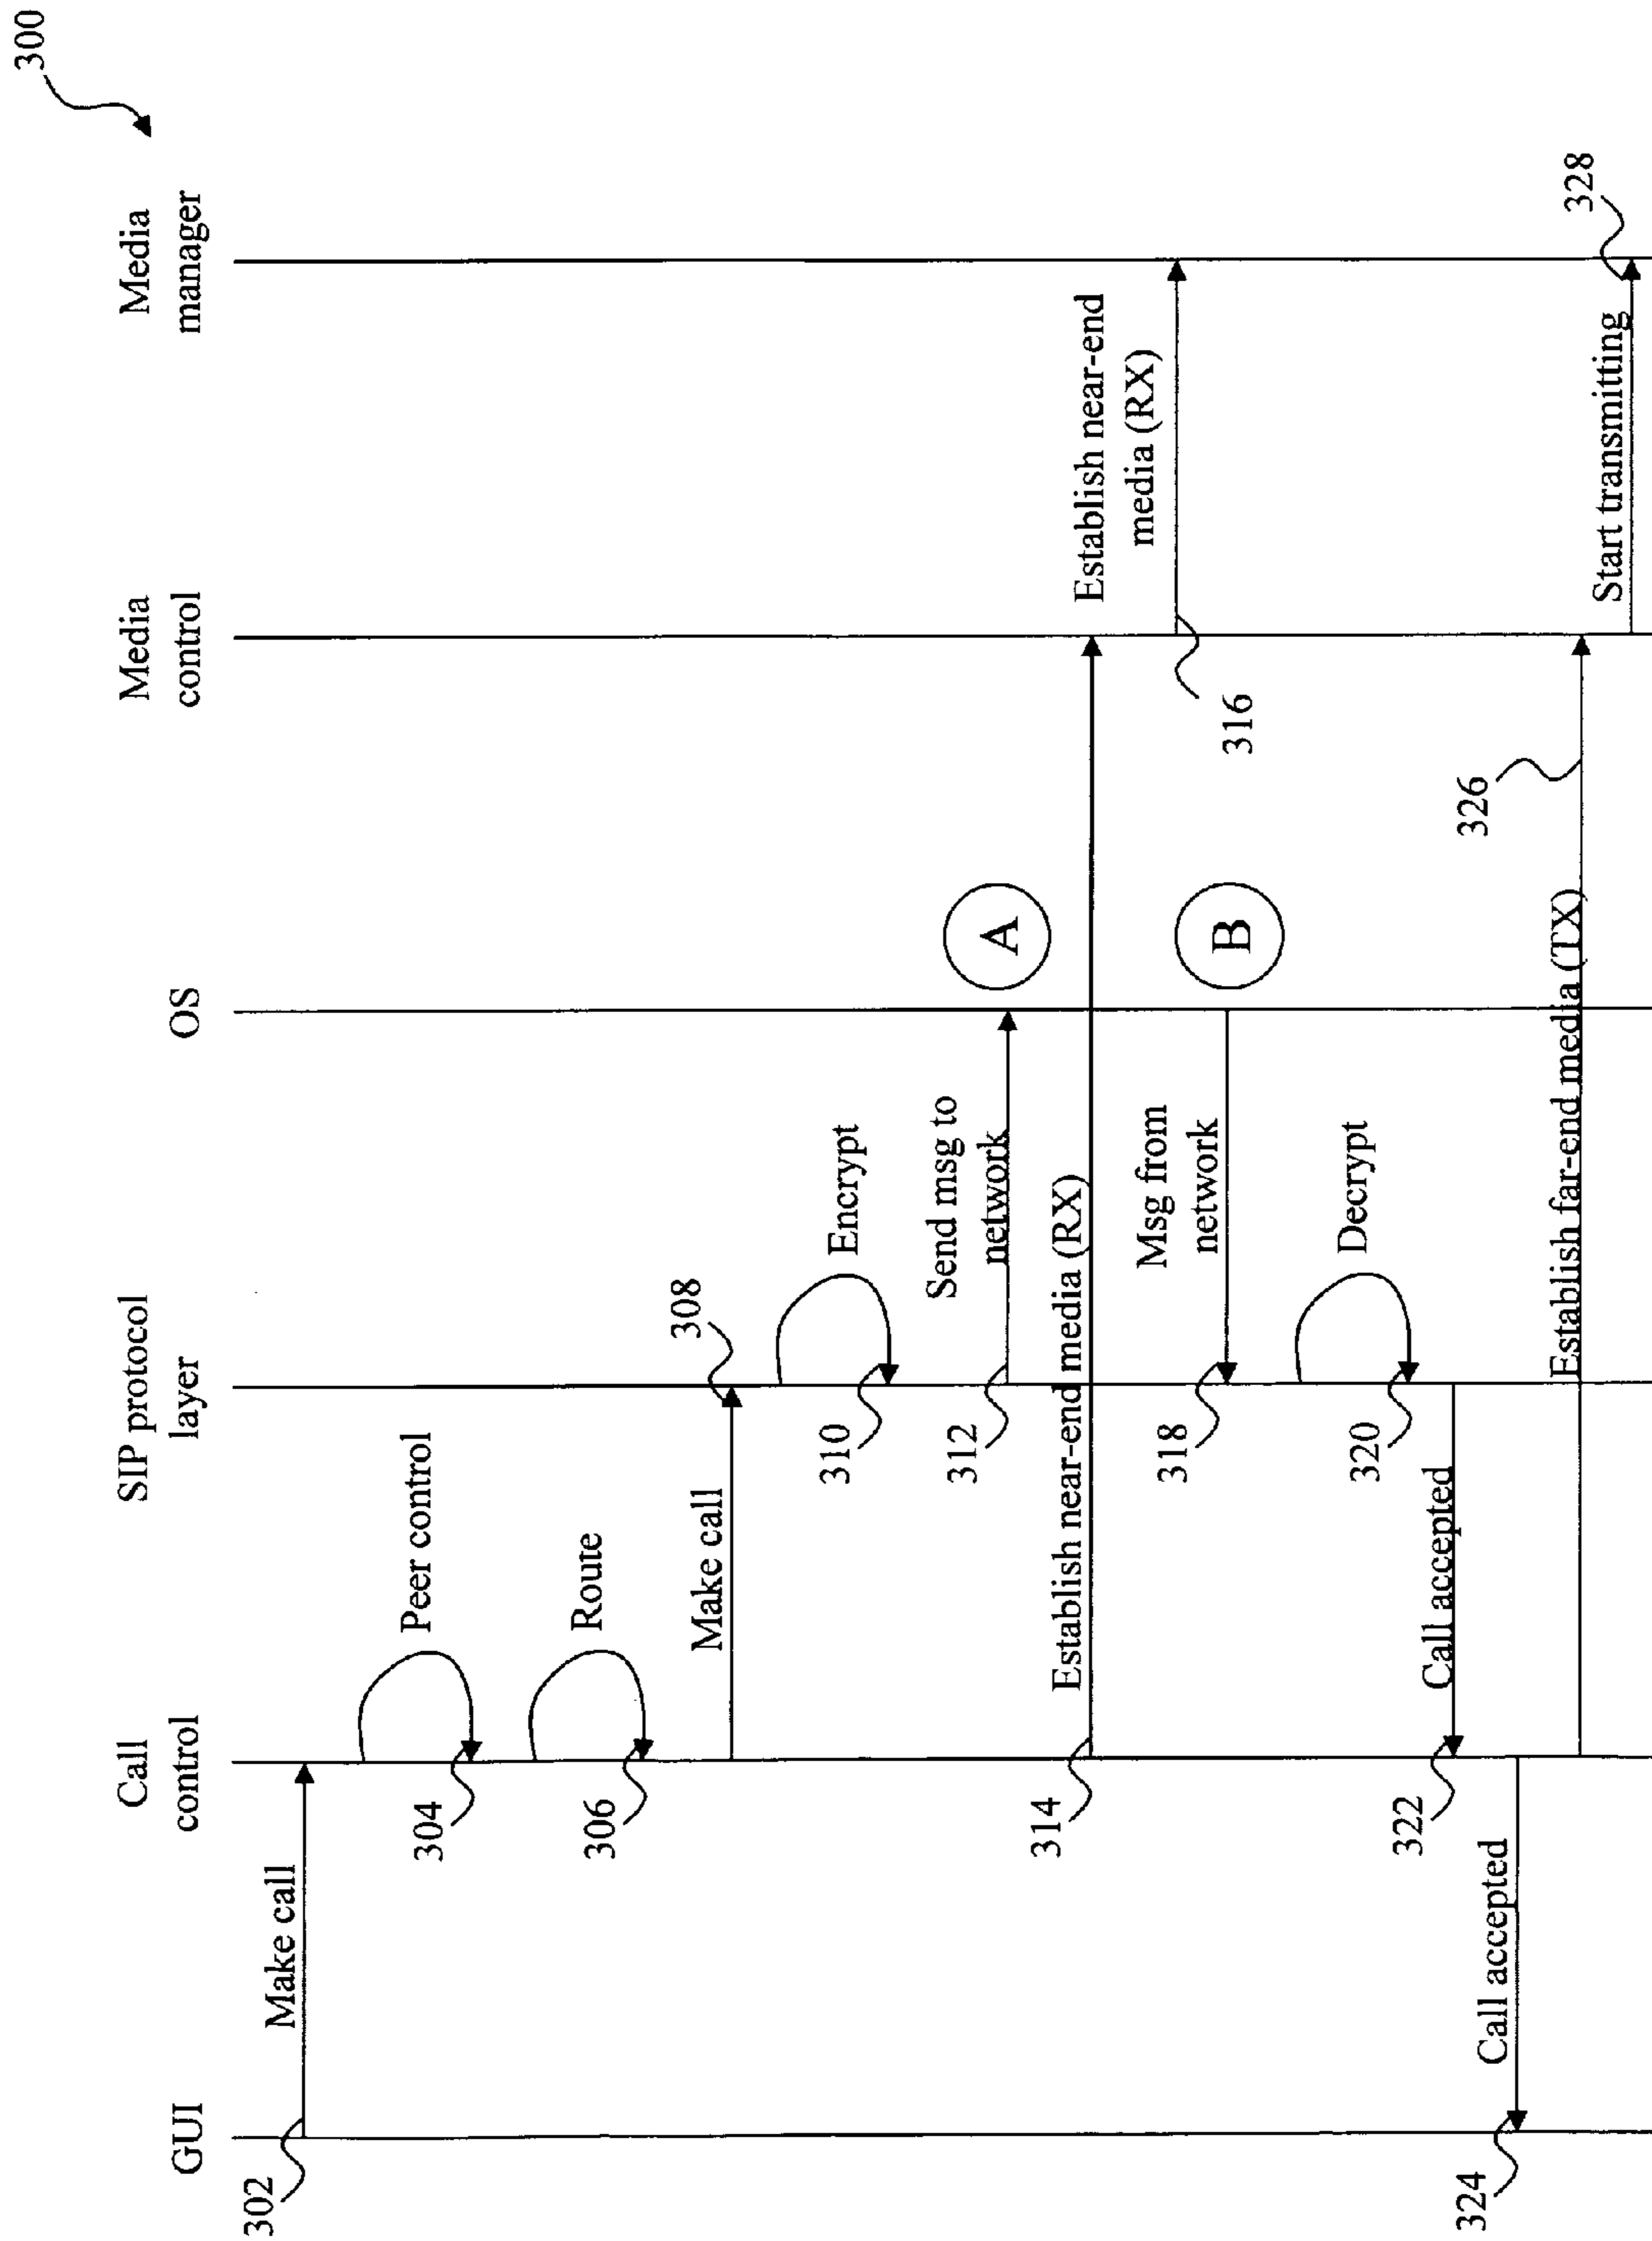 300
GUI
Call
control
SIP protocol
layer
OS
Media
control
Media
manager
302
Make call
304
Peer control
306
Route
Make call
308
310
Encrypt
312
Send msg to
network
A
314
Establish near-end media (RX)
316
Establish near-end
media (RX)
318
Msg from
network
B
320
Decrypt
322
Call accepted
324
Call accepted
Establish far-end media (TX)
326
Start transmitting
328